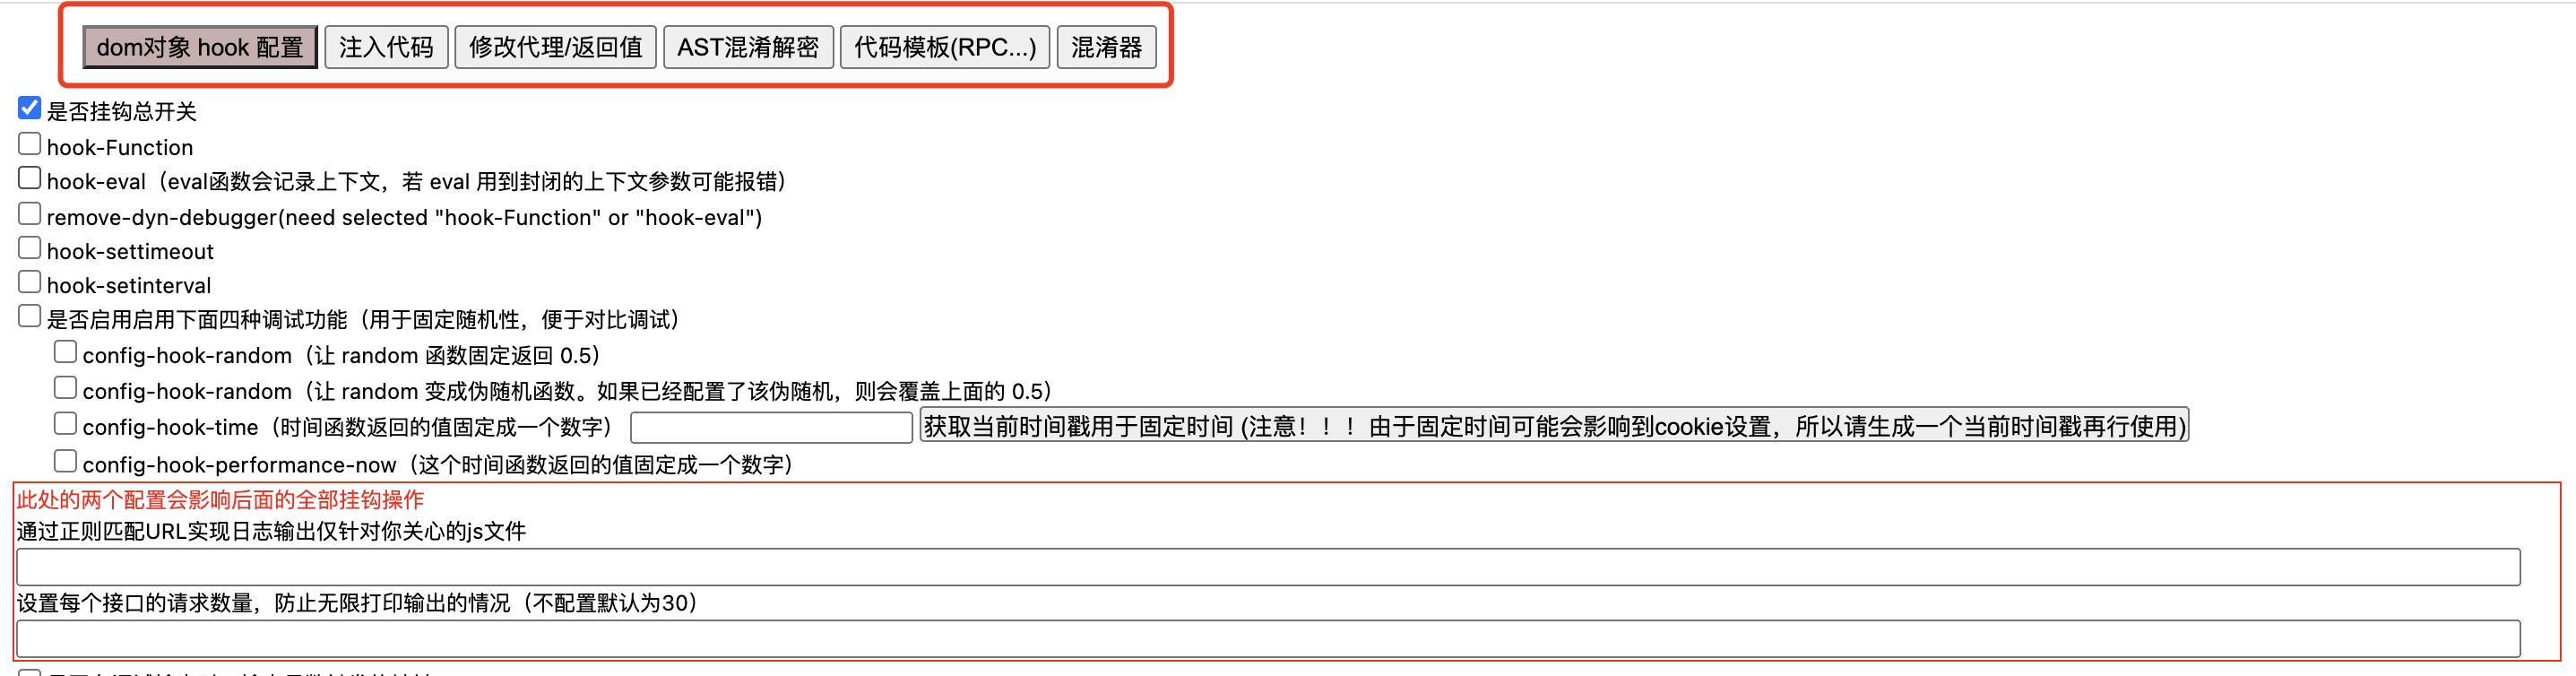 dom对象 hook 配置 注入代码 修改代理/返回值 AST混淆解密 代码模板(RPC...) 混淆器
是否挂钩总开关
hook-Function
hook-eval（eval函数会记录上下文，若 eval 用到封闭的上下文参数可能报错）
remove-dyn-debugger(need selected "hook-Function" or "hook-eval")
hook-settimeout
hook-setinterval
是否启用启用下面四种调试功能（用于固定随机性，便于对比调试）
config-hook-random（让 random 函数固定返回 0.5）
config-hook-random（让 random 变成伪随机函数。如果已经配置了该伪随机，则会覆盖上面的 0.5）
config-hook-time（时间函数返回的值固定成一个数字） 获取当前时间戳用于固定时间 (注意！！！由于固定时间可能会影响到cookie设置，所以请生成一个当前时间戳再行使用)
config-hook-performance-now（这个时间函数返回的值固定成一个数字）
此处的两个配置会影响后面的全部挂钩操作
通过正则匹配URL实现日志输出仅针对你关心的js文件
设置每个接口的请求数量，防止无限打印输出的情况（不配置默认为30）